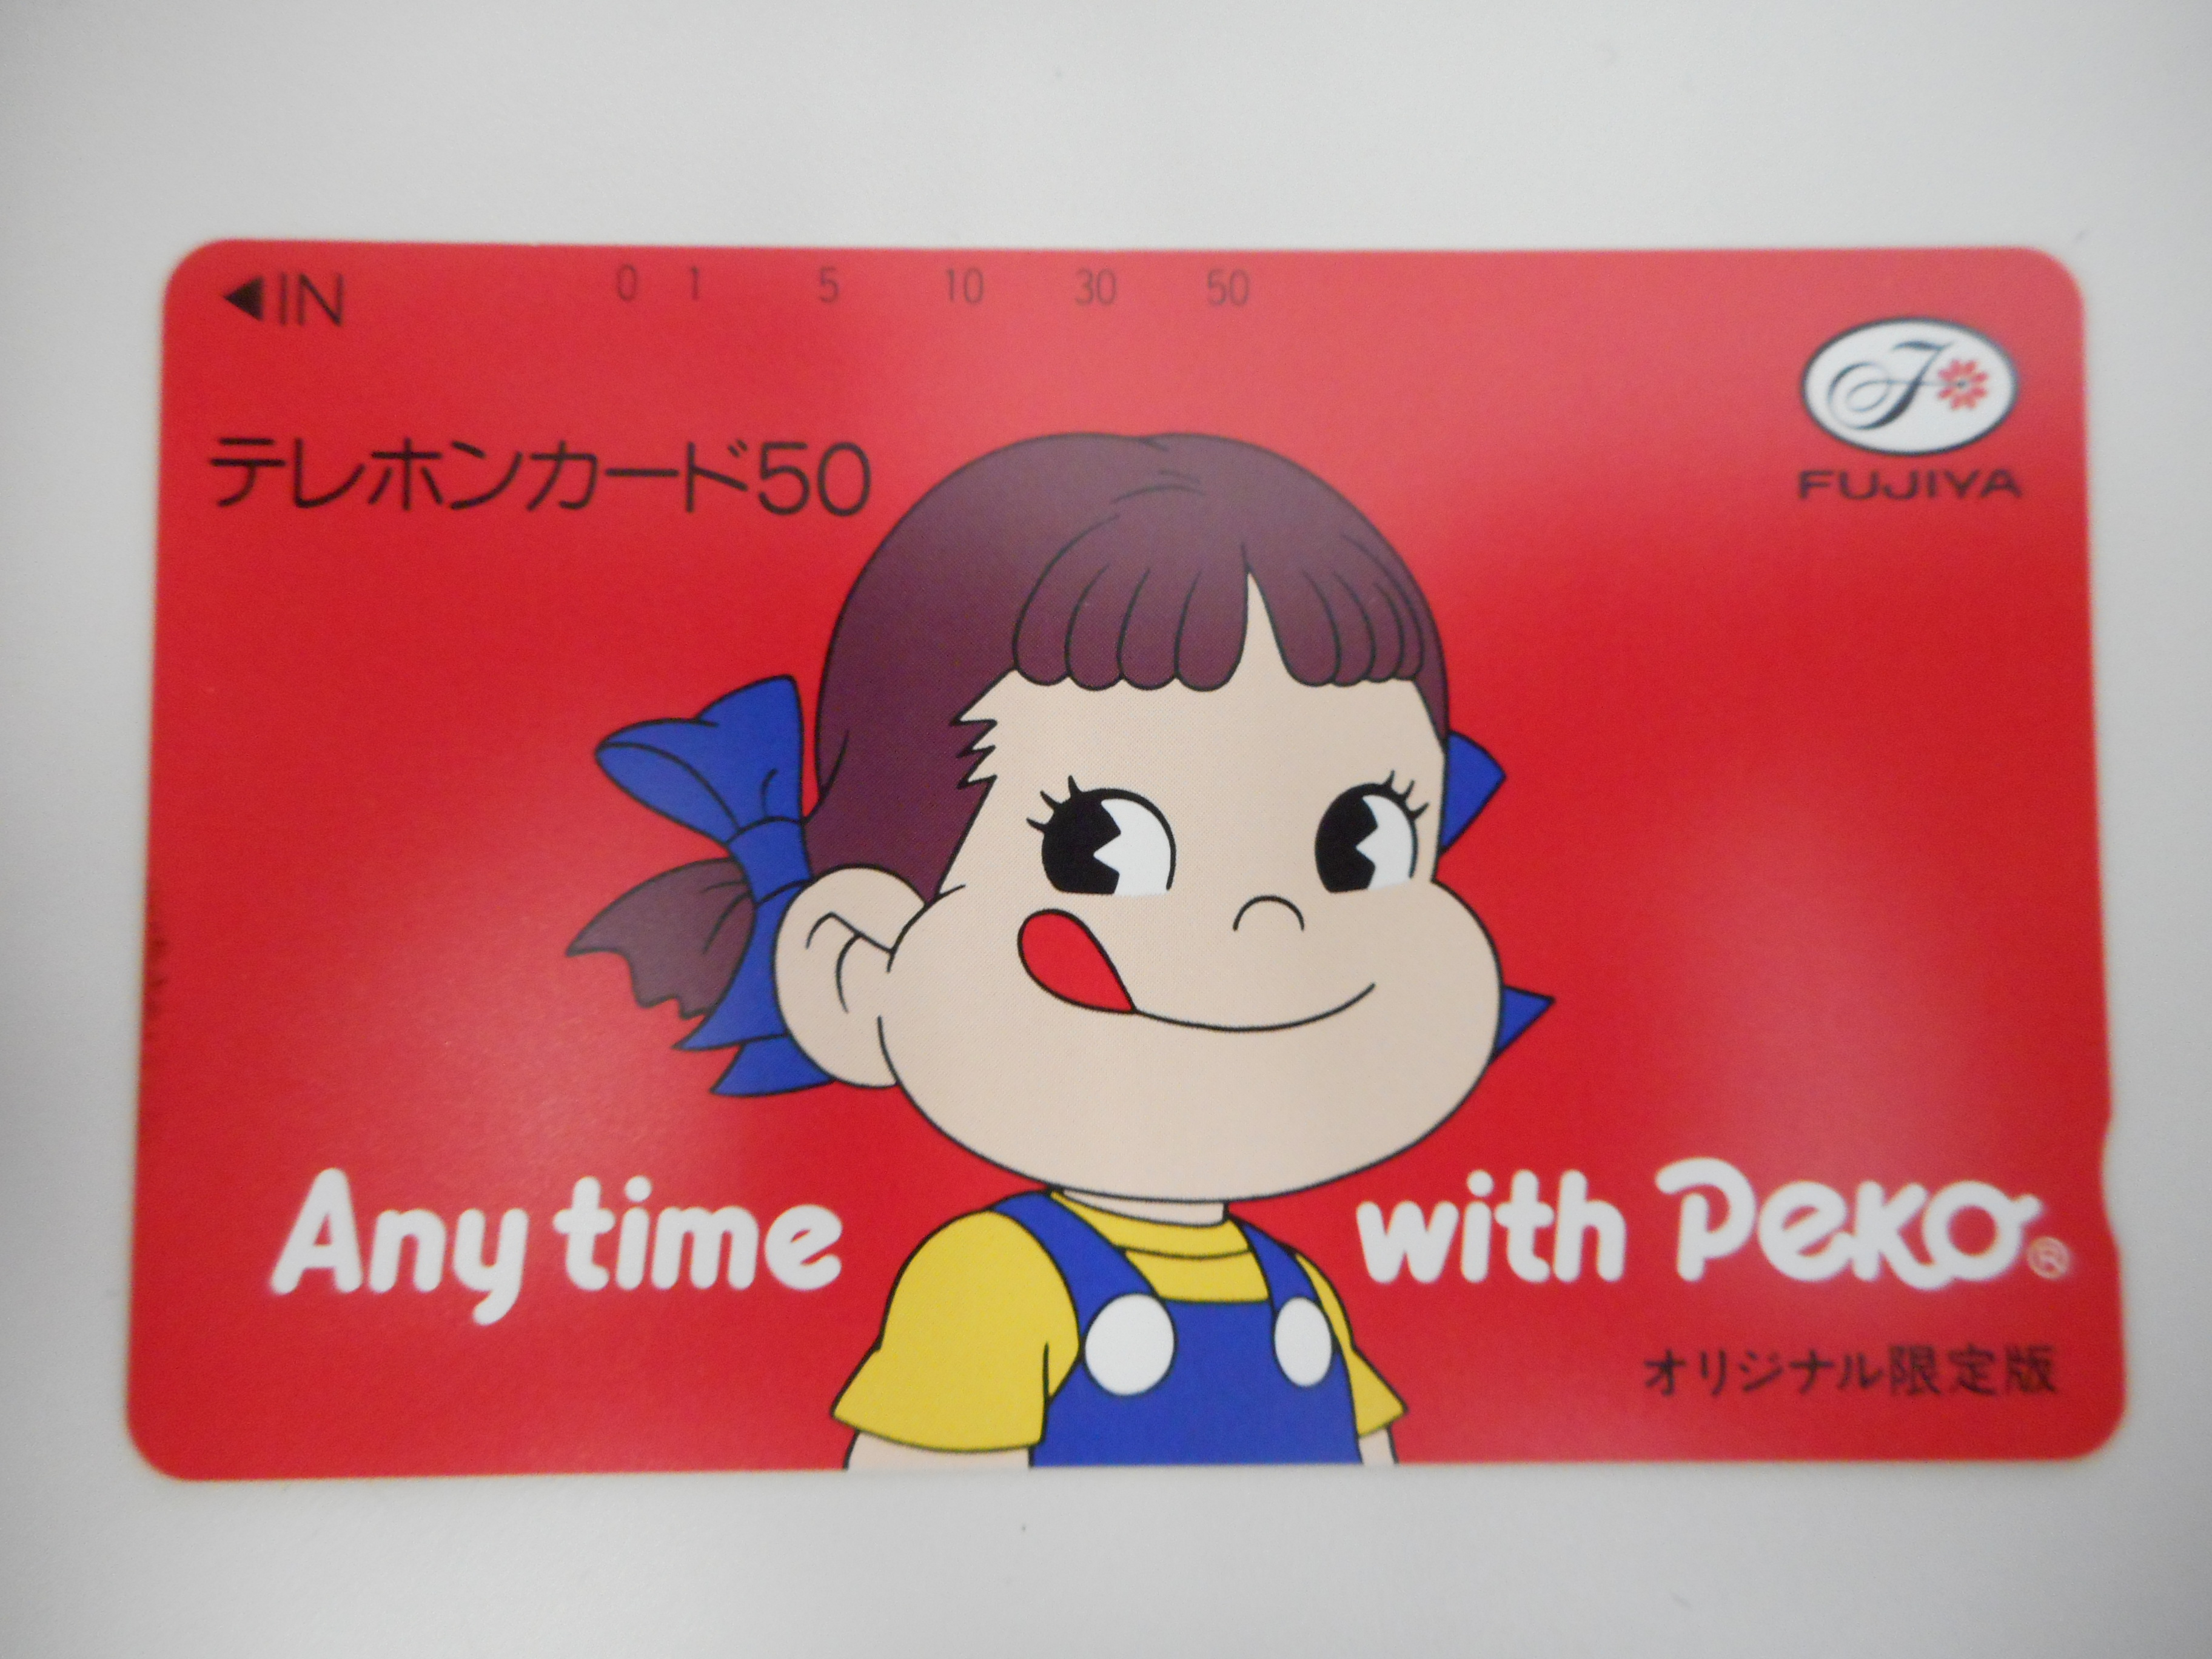 ◀IN 0 1 5 10 30 50
テレホンカード50
FUJIYA
Any time with Peko®
オリジナル限定版